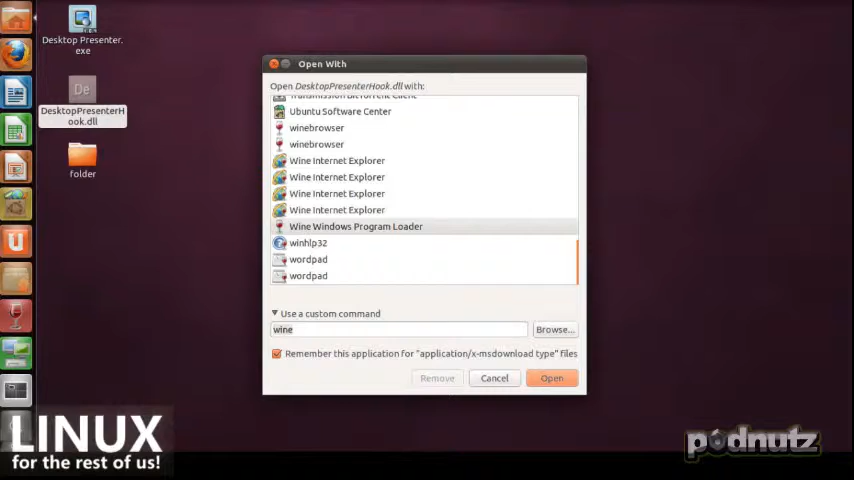 Desktop Presenter.
exe
De
DesktopPresenterH
ook.dll
folder
Open With
Open DesktopPresenterHook.dll with:
Transmission BitTorrent Client
Ubuntu Software Center
winebrowser
winebrowser
Wine Internet Explorer
Wine Internet Explorer
Wine Internet Explorer
Wine Internet Explorer
Wine Windows Program Loader
winhlp32
wordpad
wordpad
Use a custom command
wine
Browse...
Remember this application for "application/x-msdownload type" files
Remove
Cancel
Open
LINUX
for the rest of us!
podnutz